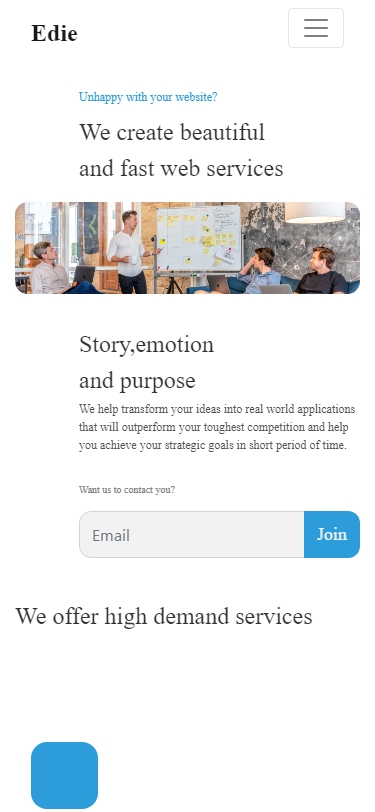 Edie
Unhappy with your website?
We create beautiful
and fast web services
Story,emotion
and purpose
We help transform your ideas into real world applications
that will outperform your toughest competition and help
you achieve your strategic goals in short period of time.
Want us to contact you?
Email
Join
We offer high demand services